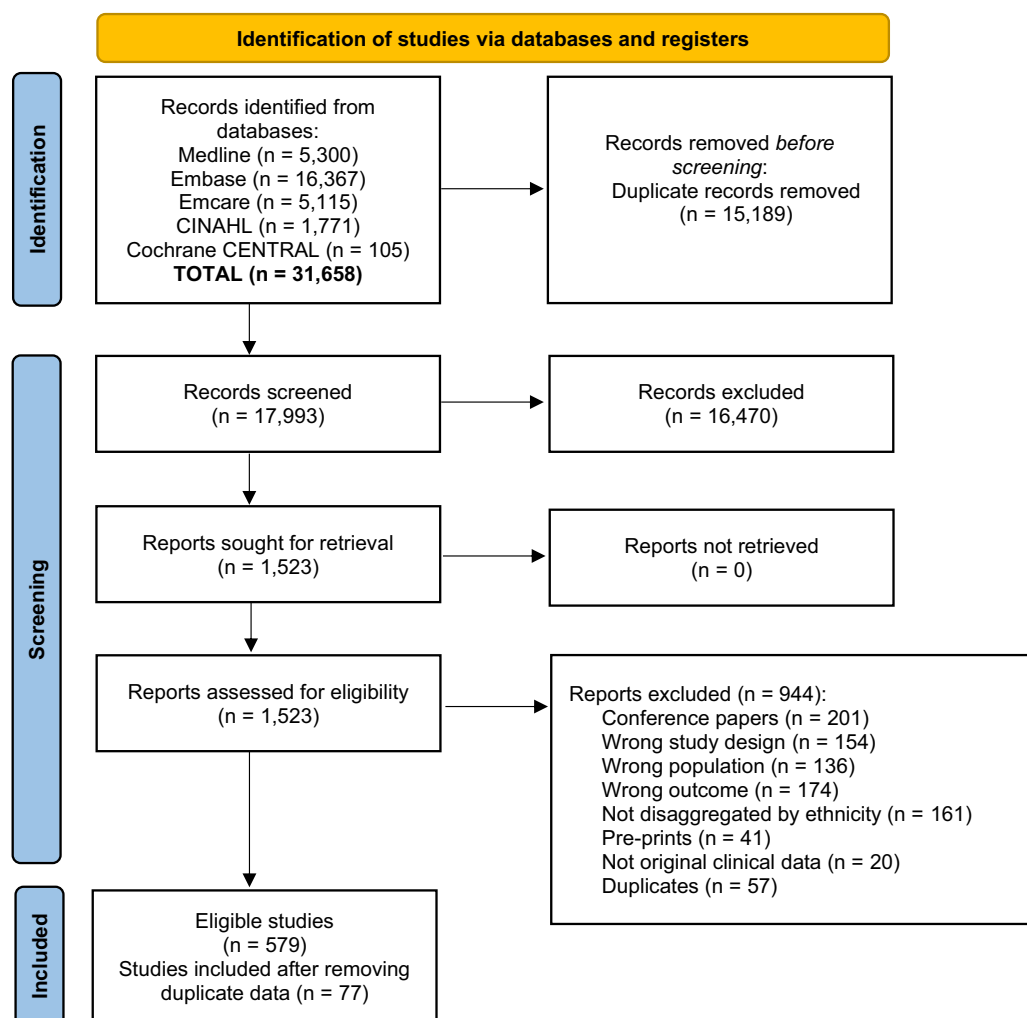 Identification of studies via databases and registers
Identification
Records identified from
databases:
Medline (n = 5,300)
Embase (n = 16,367)
Emcare (n = 5,115)
CINAHL (n = 1,771)
Cochrane CENTRAL (n = 105)
TOTAL (n = 31,658)
Records removed before
screening:
Duplicate records removed
(n = 15,189)
Screening
Records screened
(n = 17,993)
Records excluded
(n = 16,470)
Reports sought for retrieval
(n = 1,523)
Reports not retrieved
(n = 0)
Reports assessed for eligibility
(n = 1,523)
Reports excluded (n = 944):
Conference papers (n = 201)
Wrong study design (n = 154)
Wrong population (n = 136)
Wrong outcome (n = 174)
Not disaggregated by ethnicity (n = 161)
Pre-prints (n = 41)
Not original clinical data (n = 20)
Duplicates (n = 57)
Included
Eligible studies
(n = 579)
Studies included after removing
duplicate data (n = 77)